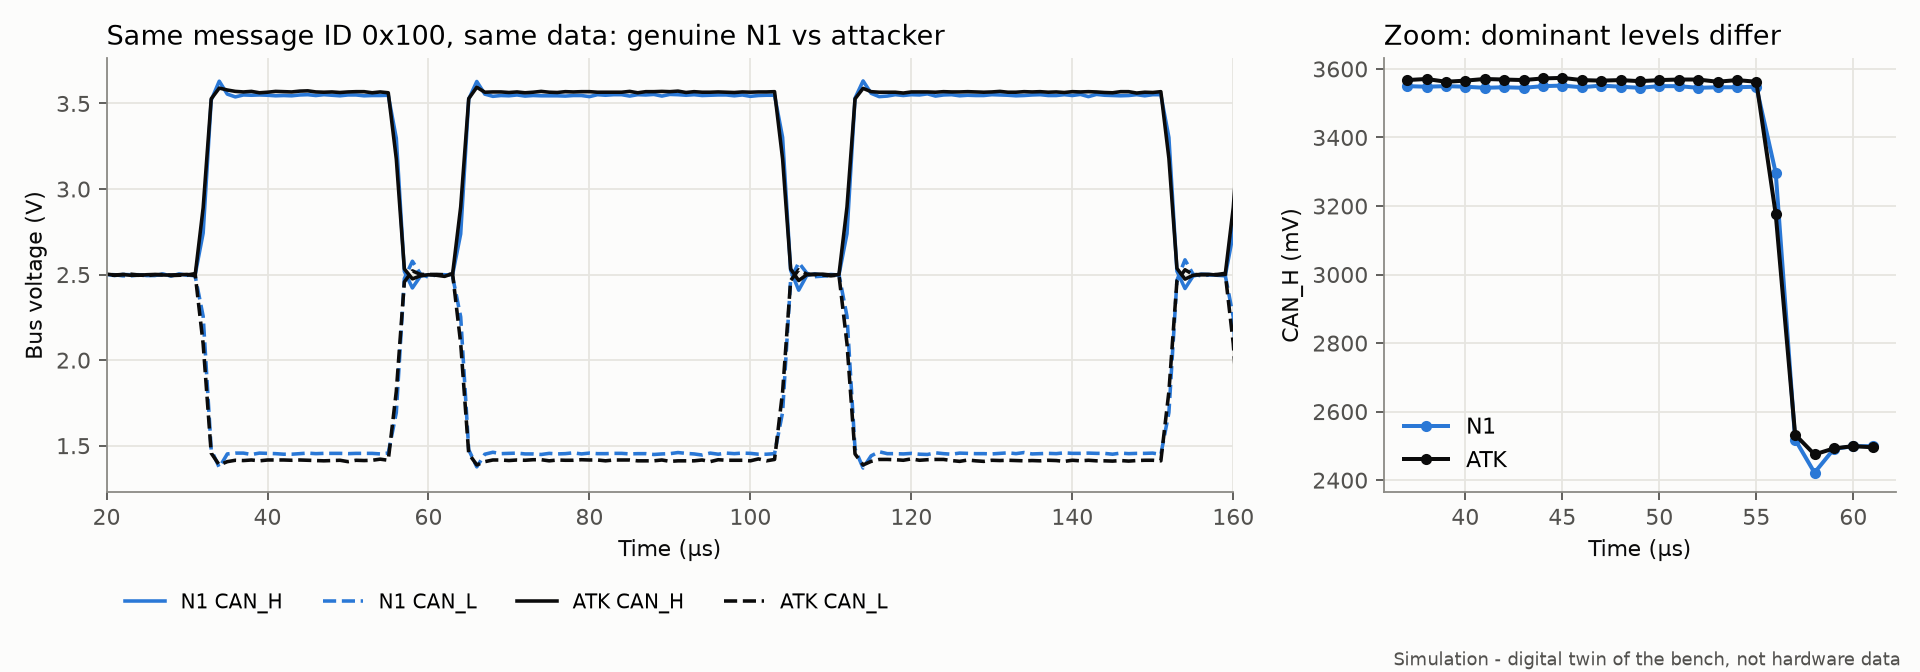 Same message ID 0x100, same data: genuine N1 vs attacker
Bus voltage (V)
3.5
3.0
2.5
2.0
1.5
20 40 60 80 100 120 140 160
Time (µs)
N1 CAN_H N1 CAN_L ATK CAN_H ATK CAN_L
Zoom: dominant levels differ
CAN_H (mV)
3600
3400
3200
3000
2800
2600
2400
N1
ATK
40 45 50 55 60
Time (µs)
Simulation - digital twin of the bench, not hardware data